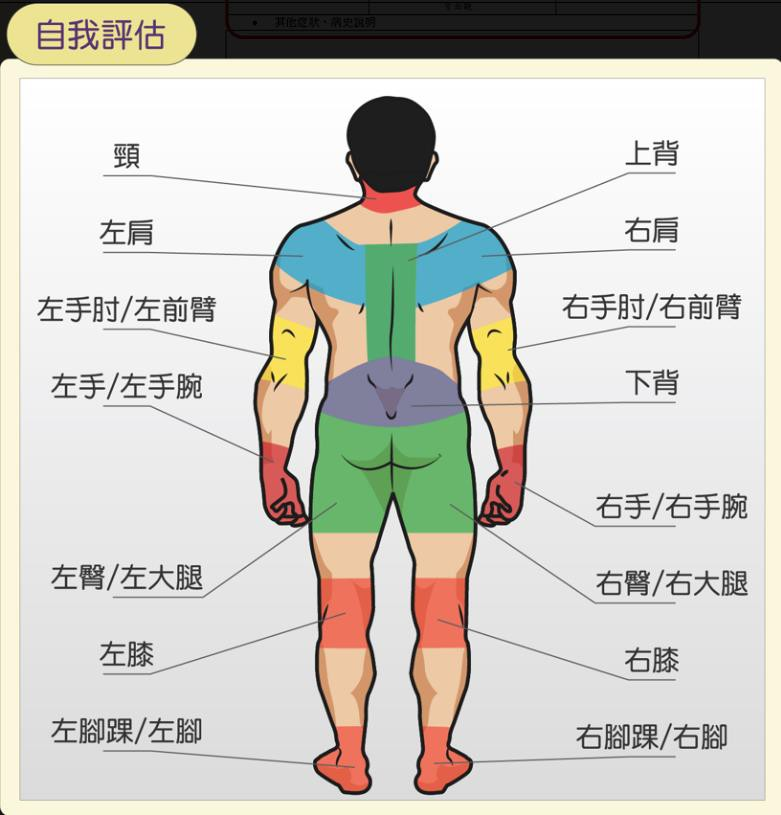 • 其他症狀、病史說明
自我評估
頸
上背
左肩
右肩
左手肘/左前臂
右手肘/右前臂
左手/左手腕
下背
右手/右手腕
左臀/左大腿
右臀/右大腿
左膝
右膝
左腳踝/左腳
右腳踝/右腳